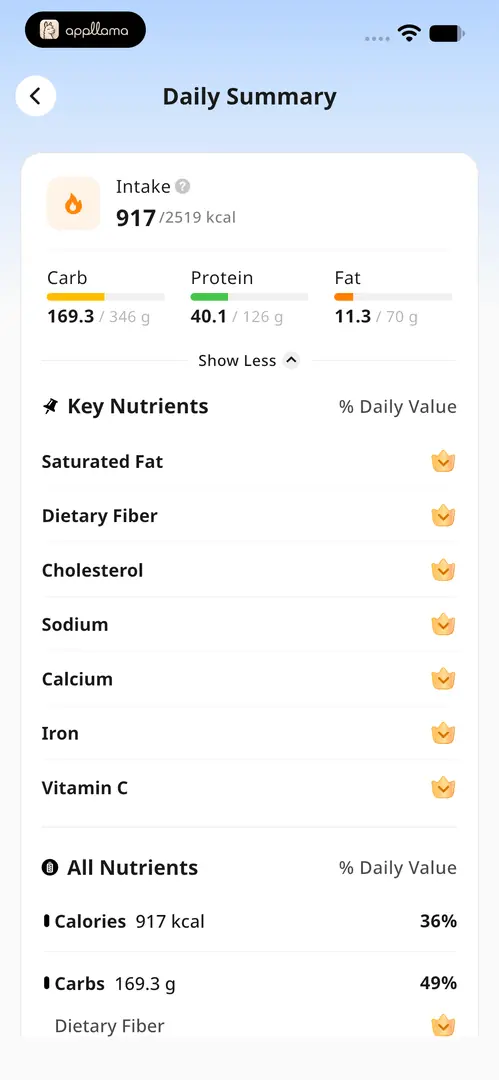 appllama
Daily Summary
Intake ?
917 /2519 kcal
Carb Protein Fat
169.3 / 346 g 40.1 / 126 g 11.3 / 70 g
Show Less
Key Nutrients % Daily Value
Saturated Fat
Dietary Fiber
Cholesterol
Sodium
Calcium
Iron
Vitamin C
All Nutrients % Daily Value
Calories 917 kcal 36%
Carbs 169.3 g 49%
Dietary Fiber